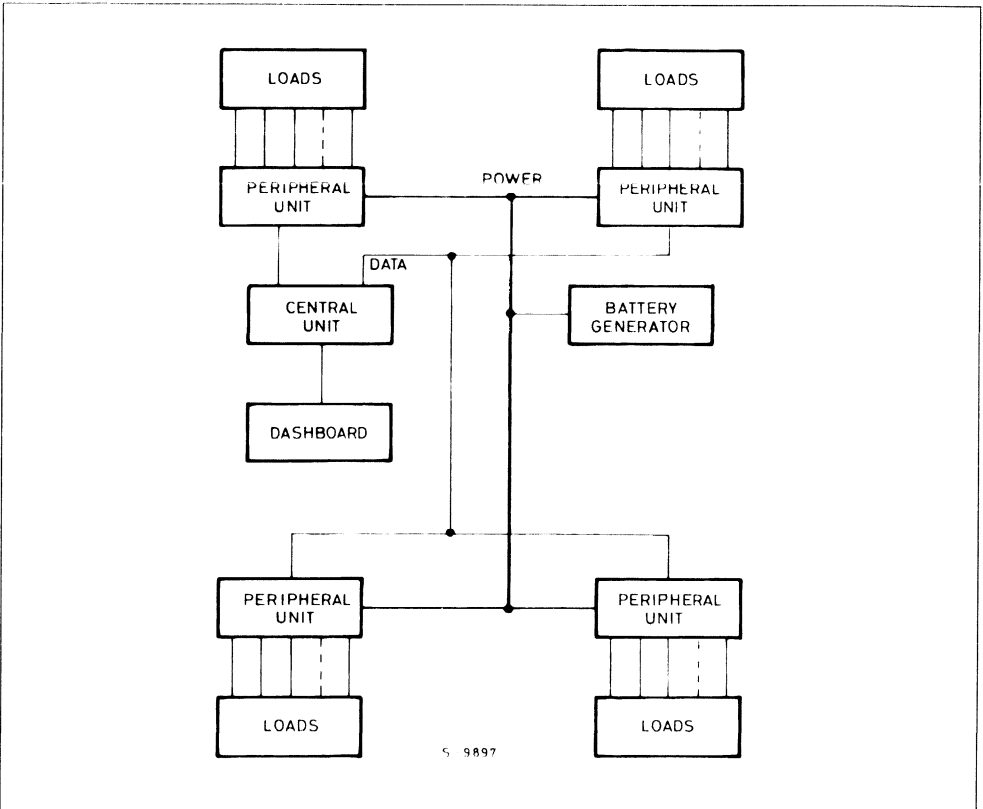 LOADS
LOADS
POWER
PERIPHERAL
UNIT
PERIPHERAL
UNIT
DATA
CENTRAL
UNIT
BATTERY
GENERATOR
DASHBOARD
PERIPHERAL
UNIT
PERIPHERAL
UNIT
LOADS
LOADS
S 9897